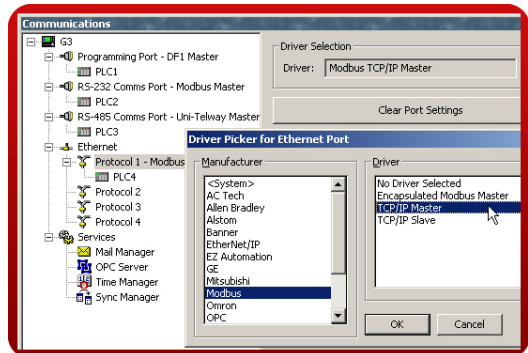 Communications
G3
Programming Port - DF1 Master
PLC1
RS-232 Comms Port - Modbus Master
PLC2
RS-485 Comms Port - Uni-Telway Master
PLC3
Ethernet
Protocol 1 - Modbus
PLC4
Protocol 2
Protocol 3
Protocol 4
Services
Mail Manager
OPC Server
Time Manager
Sync Manager
Driver Selection
Driver: Modbus TCP/IP Master
Clear Port Settings
Driver Picker for Ethernet Port
Manufacturer
<System>
AC Tech
Allen Bradley
Alstom
Banner
EtherNet/IP
EZ Automation
GE
Mitsubishi
Modbus
Omron
OPC
Driver
No Driver Selected
Encapsulated Modbus Master
TCP/IP Master
TCP/IP Slave
OK
Cancel